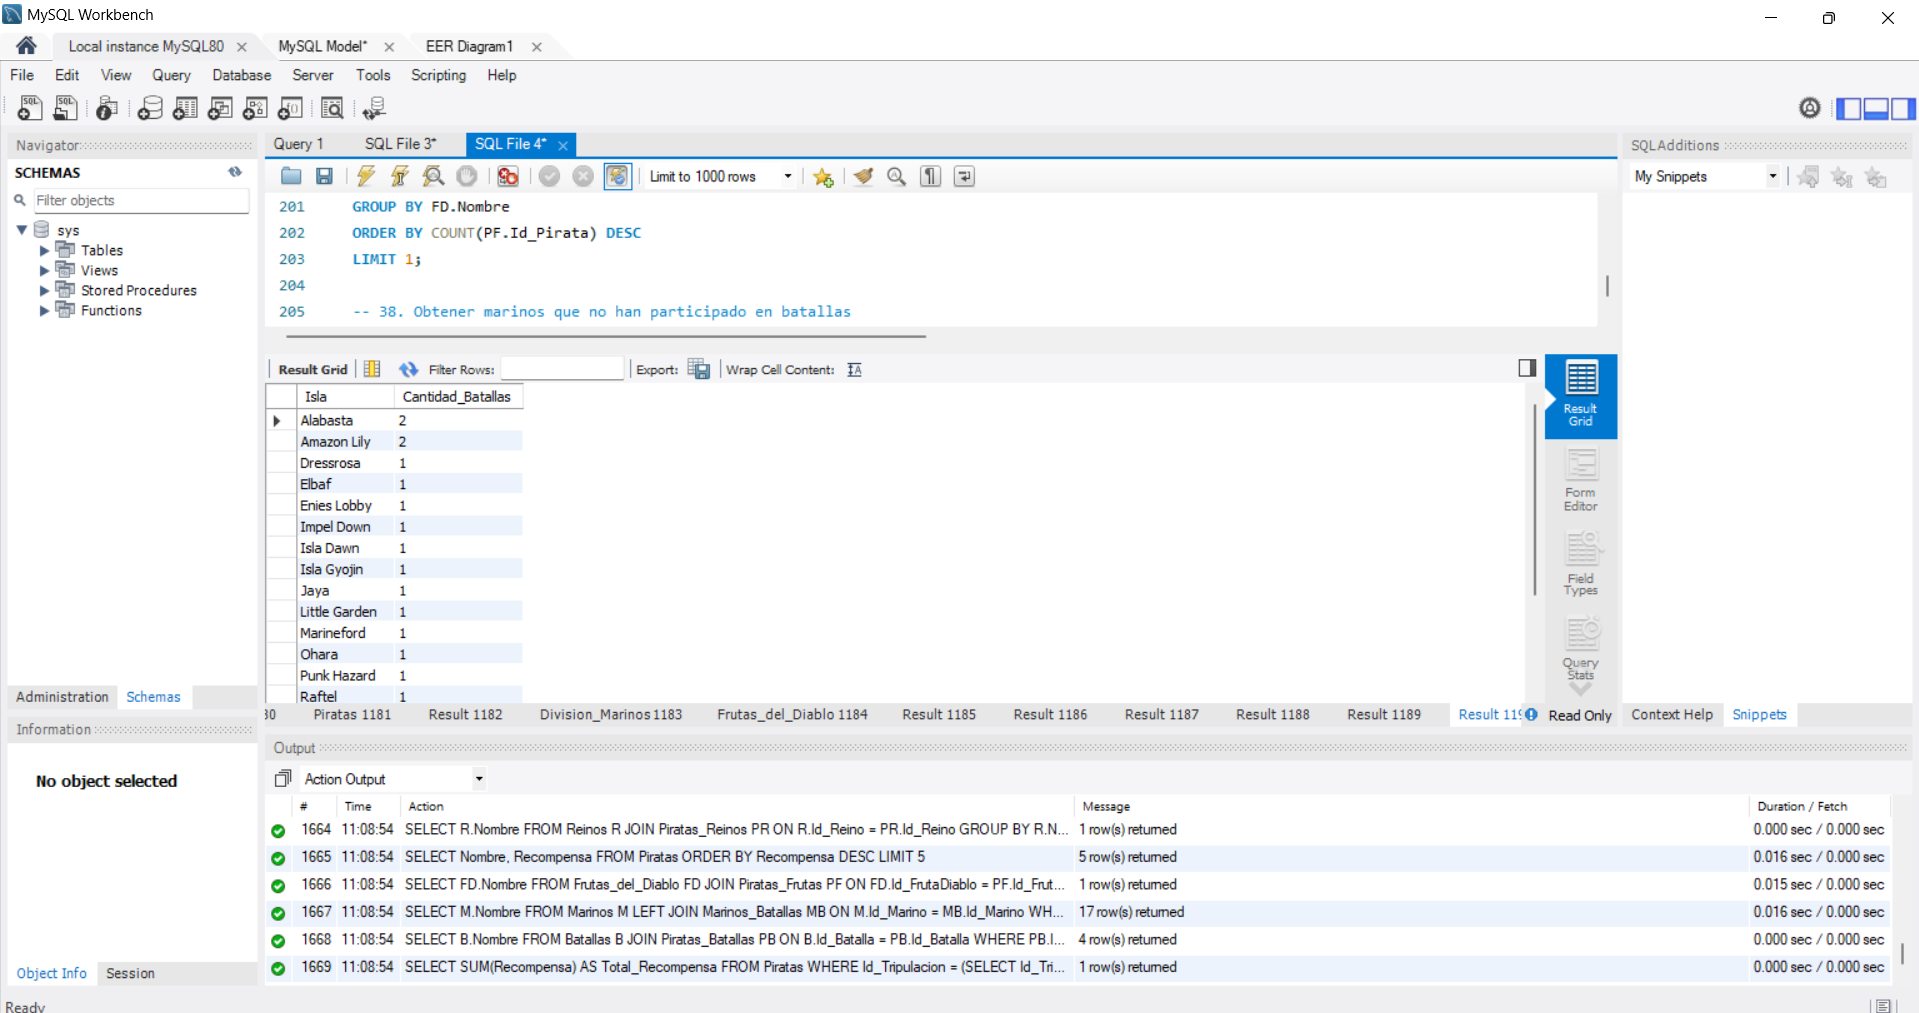 MySQL Workbench
Local instance MySQL80
MySQL Model*
EER Diagram1
File Edit View Query Database Server Tools Scripting Help
Navigator
SCHEMAS
Filter objects
sys
Tables
Views
Stored Procedures
Functions
Administration Schemas
Information
No object selected
Object Info Session
Ready
Query 1 SQL File 3* SQL File 4*
Limit to 1000 rows
201 GROUP BY FD.Nombre
202 ORDER BY COUNT(PF.Id_Pirata) DESC
203 LIMIT 1;
204
205 -- 38. Obtener marinos que no han participado en batallas
Result Grid Filter Rows: Export: Wrap Cell Content:
Isla Cantidad_Batallas
Alabasta 2
Amazon Lily 2
Dressrosa 1
Elbaf 1
Enies Lobby 1
Impel Down 1
Isla Dawn 1
Isla Gyojin 1
Jaya 1
Little Garden 1
Marineford 1
Ohara 1
Punk Hazard 1
Raftel 1
Result Grid
Form Editor
Field Types
Query Stats
Piratas 1181 Result 1182 Division_Marinos 1183 Frutas_del_Diablo 1184 Result 1185 Result 1186 Result 1187 Result 1188 Result 1189 Result 119 Read Only
SQLAdditions
My Snippets
Context Help Snippets
Output
Action Output
# Time Action Message Duration / Fetch
1664 11:08:54 SELECT R.Nombre FROM Reinos R JOIN Piratas_Reinos PR ON R.Id_Reino = PR.Id_Reino GROUP BY R.N... 1 row(s) returned 0.000 sec / 0.000 sec
1665 11:08:54 SELECT Nombre, Recompensa FROM Piratas ORDER BY Recompensa DESC LIMIT 5 5 row(s) returned 0.016 sec / 0.000 sec
1666 11:08:54 SELECT FD.Nombre FROM Frutas_del_Diablo FD JOIN Piratas_Frutas PF ON FD.Id_FrutaDiablo = PF.Id_Frut... 1 row(s) returned 0.015 sec / 0.000 sec
1667 11:08:54 SELECT M.Nombre FROM Marinos M LEFT JOIN Marinos_Batallas MB ON M.Id_Marino = MB.Id_Marino WH... 17 row(s) returned 0.016 sec / 0.000 sec
1668 11:08:54 SELECT B.Nombre FROM Batallas B JOIN Piratas_Batallas PB ON B.Id_Batalla = PB.Id_Batalla WHERE PB.I... 4 row(s) returned 0.000 sec / 0.000 sec
1669 11:08:54 SELECT SUM(Recompensa) AS Total_Recompensa FROM Piratas WHERE Id_Tripulacion = (SELECT Id_Tri... 1 row(s) returned 0.000 sec / 0.000 sec